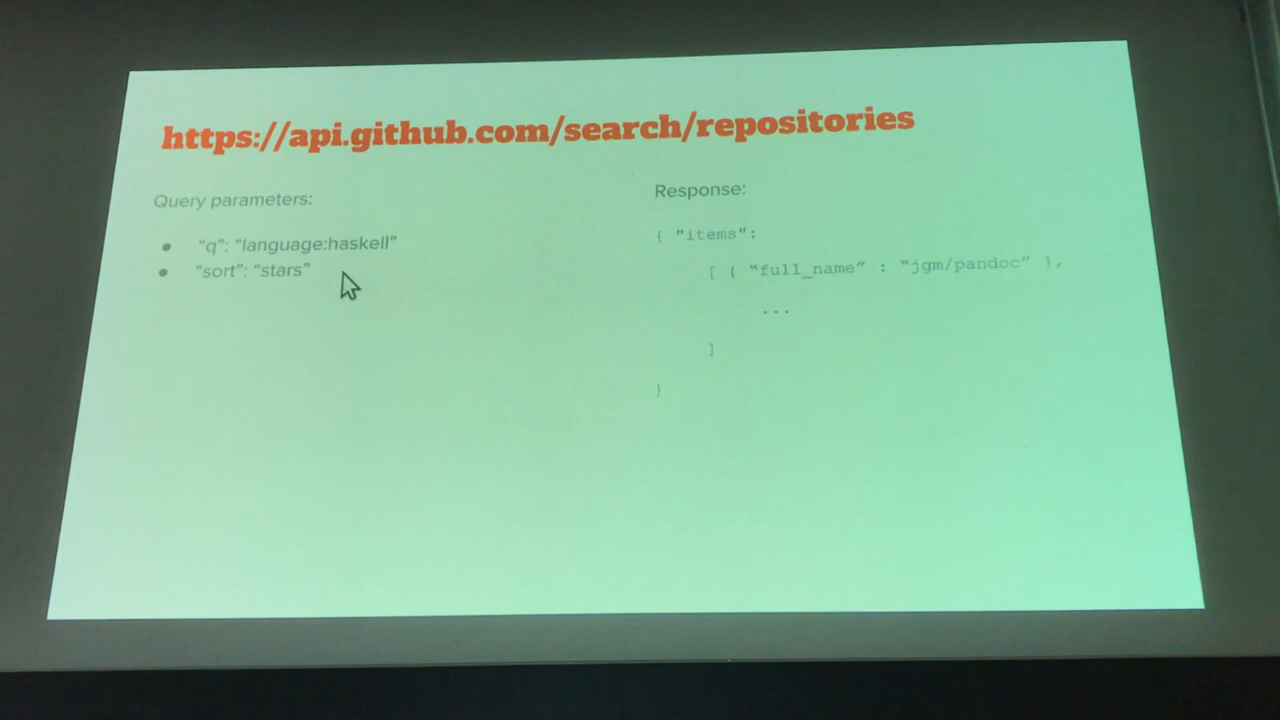 https://api.github.com/search/repositories
Query parameters:
● “q”: “language:haskell”
● “sort”: “stars”
Response:
{ "items":
[ { “full_name” : “jgm/pandoc” },
...
]
}